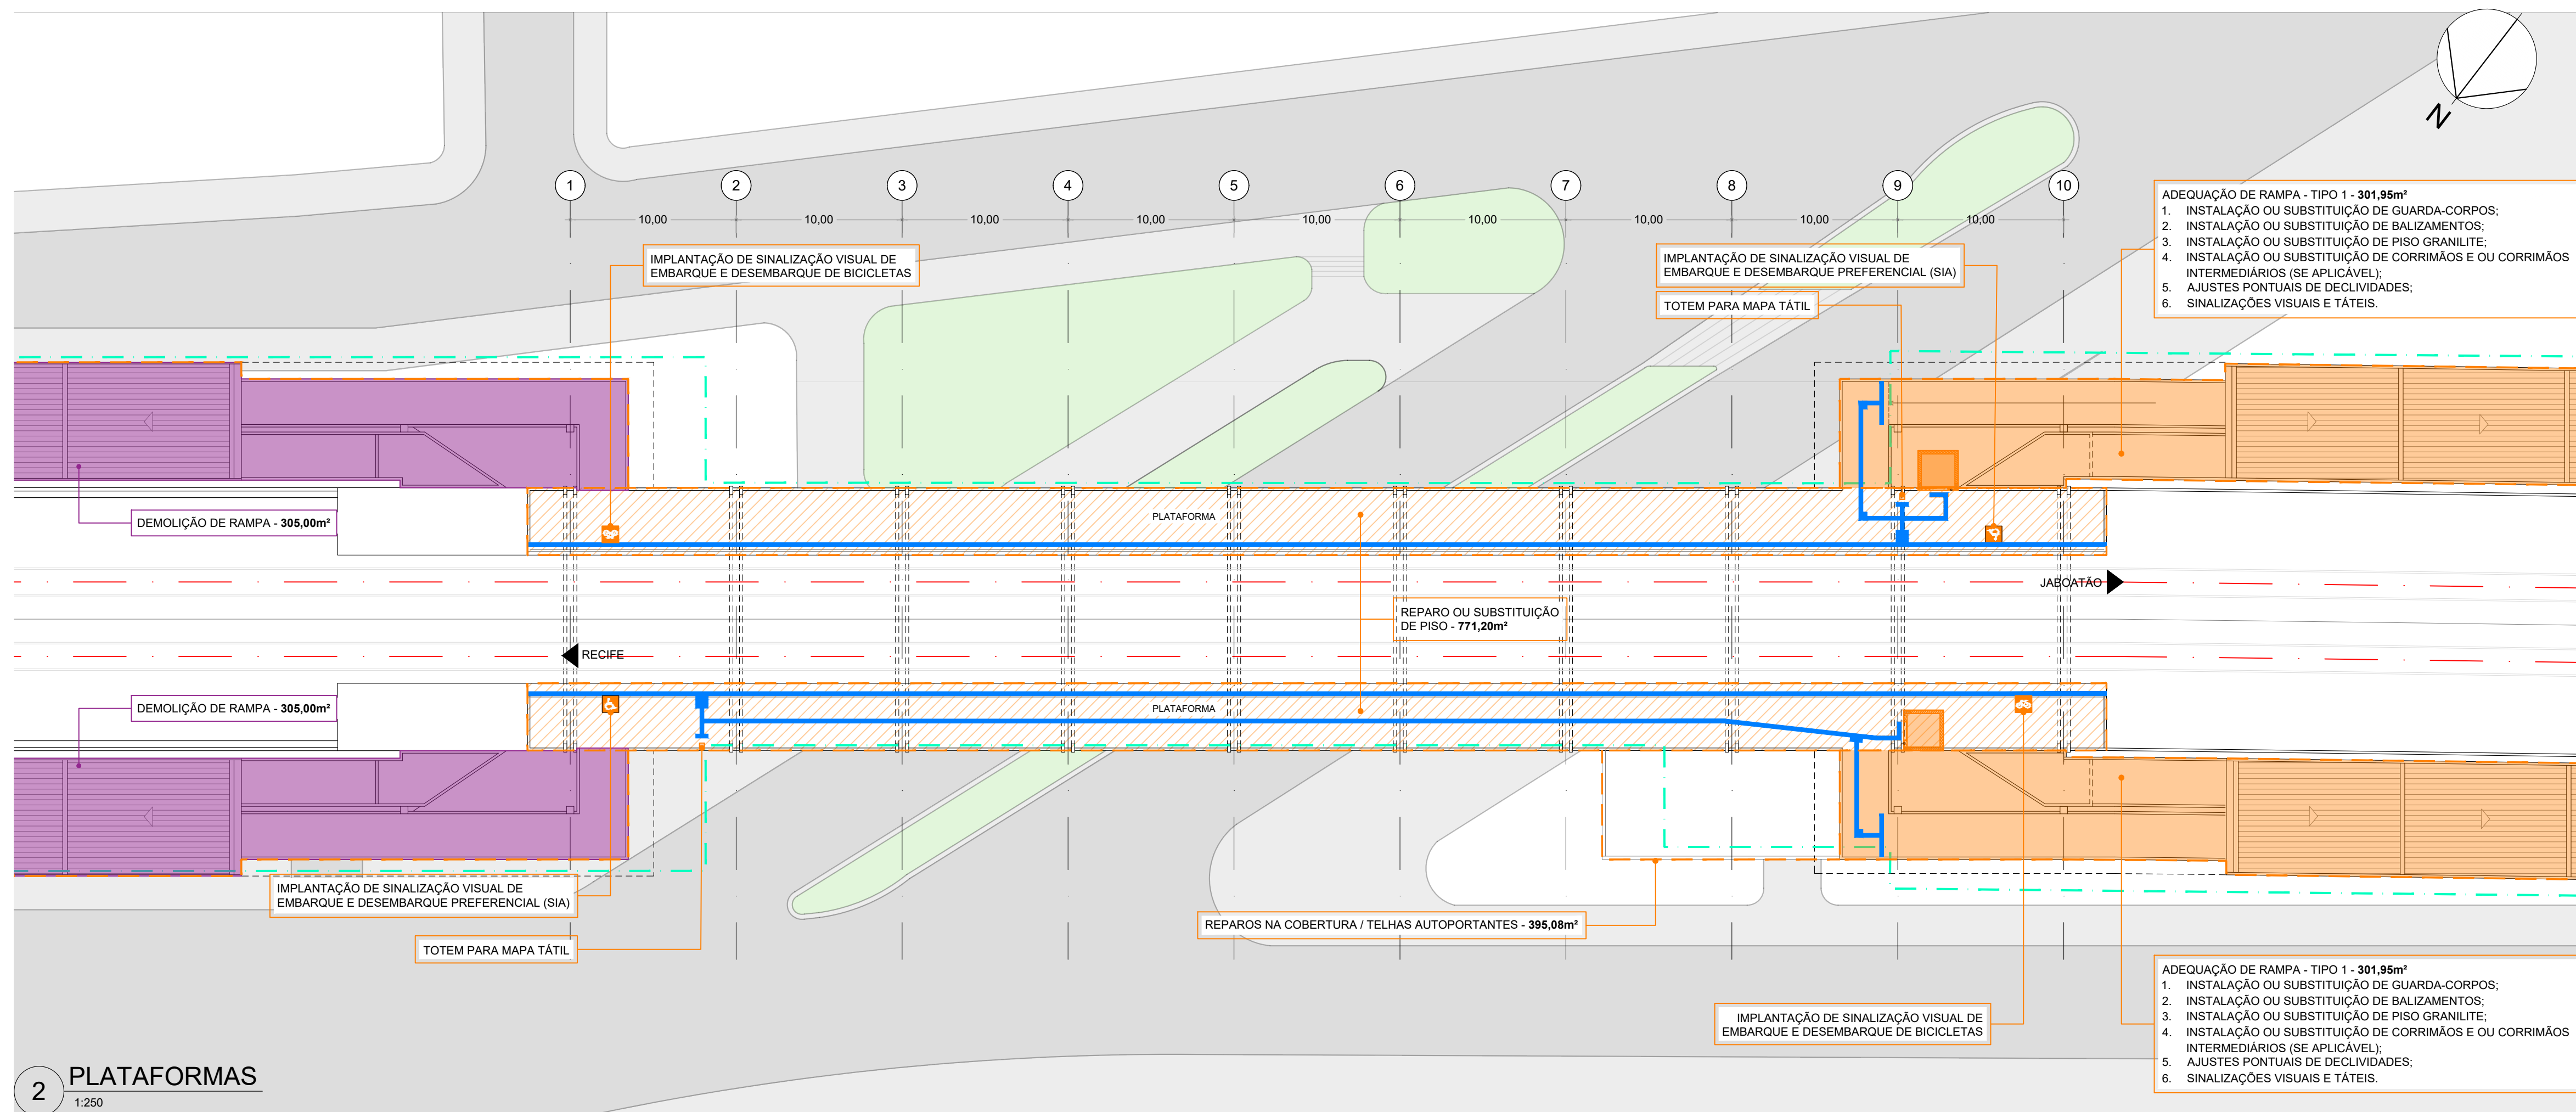 N
1
2
3
4
5
6
7
8
9
10
10,00
10,00
10,00
10,00
10,00
10,00
10,00
10,00
10,00
ADEQUAÇÃO DE RAMPA - TIPO 1 - 301,95m²
1. INSTALAÇÃO OU SUBSTITUIÇÃO DE GUARDA-CORPOS;
2. INSTALAÇÃO OU SUBSTITUIÇÃO DE BALIZAMENTOS;
3. INSTALAÇÃO OU SUBSTITUIÇÃO DE PISO GRANILITE;
4. INSTALAÇÃO OU SUBSTITUIÇÃO DE CORRIMÃOS E OU CORRIMÃOS
INTERMEDIÁRIOS (SE APLICÁVEL);
5. AJUSTES PONTUAIS DE DECLIVIDADES;
6. SINALIZAÇÕES VISUAIS E TÁTEIS.
IMPLANTAÇÃO DE SINALIZAÇÃO VISUAL DE
EMBARQUE E DESEMBARQUE DE BICICLETAS
IMPLANTAÇÃO DE SINALIZAÇÃO VISUAL DE
EMBARQUE E DESEMBARQUE PREFERENCIAL (SIA)
TOTEM PARA MAPA TÁTIL
DEMOLIÇÃO DE RAMPA - 305,00m²
PLATAFORMA
JABOATÃO
REPARO OU SUBSTITUIÇÃO
DE PISO - 771,20m²
RECIFE
DEMOLIÇÃO DE RAMPA - 305,00m²
PLATAFORMA
IMPLANTAÇÃO DE SINALIZAÇÃO VISUAL DE
EMBARQUE E DESEMBARQUE PREFERENCIAL (SIA)
TOTEM PARA MAPA TÁTIL
REPAROS NA COBERTURA / TELHAS AUTOPORTANTES - 395,08m²
IMPLANTAÇÃO DE SINALIZAÇÃO VISUAL DE
EMBARQUE E DESEMBARQUE DE BICICLETAS
ADEQUAÇÃO DE RAMPA - TIPO 1 - 301,95m²
1. INSTALAÇÃO OU SUBSTITUIÇÃO DE GUARDA-CORPOS;
2. INSTALAÇÃO OU SUBSTITUIÇÃO DE BALIZAMENTOS;
3. INSTALAÇÃO OU SUBSTITUIÇÃO DE PISO GRANILITE;
4. INSTALAÇÃO OU SUBSTITUIÇÃO DE CORRIMÃOS E OU CORRIMÃOS
INTERMEDIÁRIOS (SE APLICÁVEL);
5. AJUSTES PONTUAIS DE DECLIVIDADES;
6. SINALIZAÇÕES VISUAIS E TÁTEIS.
2 PLATAFORMAS
1:250